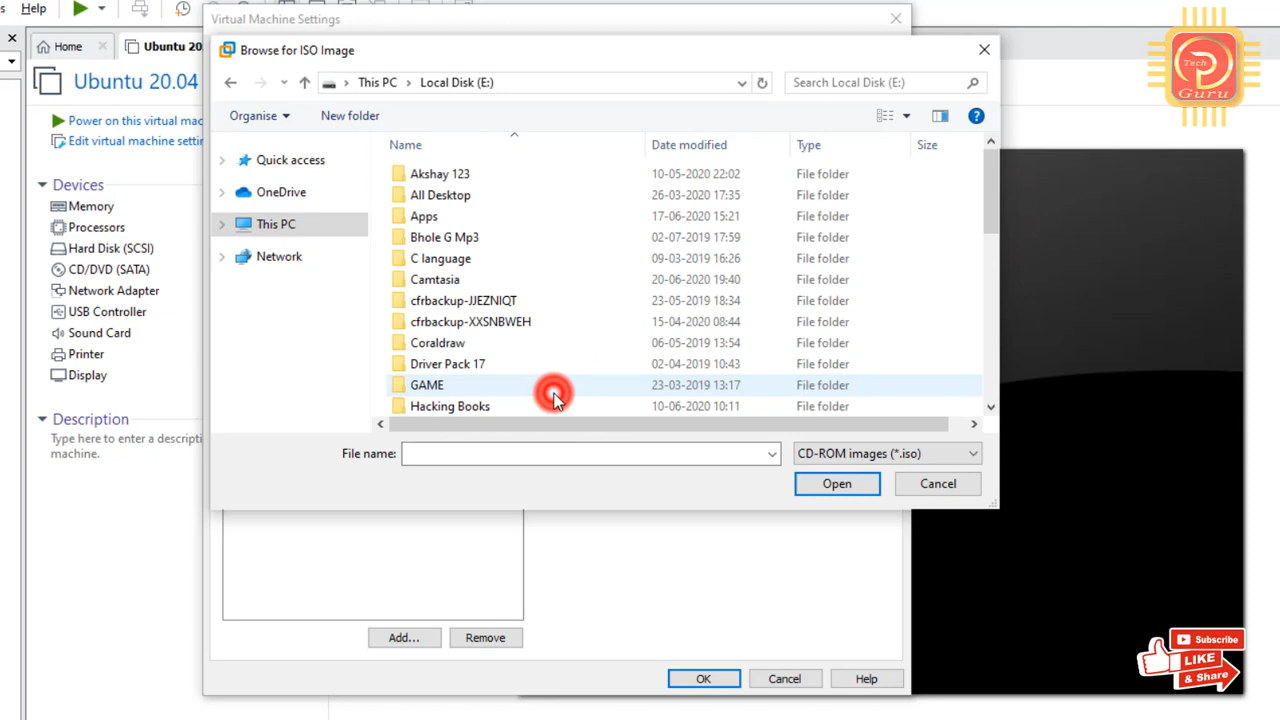 s Help
Virtual Machine Settings
Home
Ubuntu 20
Browse for ISO Image
Ubuntu 20.04
This PC
Local Disk (E:)
Search Local Disk (E:)
Power on this virtual mac
Edit virtual machine settir
Organise
New folder
Devices
Memory
Processors
Hard Disk (SCSI)
CD/DVD (SATA)
Network Adapter
USB Controller
Sound Card
Printer
Display
Description
Type here to enter a descripti
machine.
Quick access
OneDrive
This PC
Network
Name Date modified Type Size
Akshay 123 10-05-2020 22:02 File folder
All Desktop 26-03-2020 17:35 File folder
Apps 17-06-2020 15:21 File folder
Bhole G Mp3 02-07-2019 17:59 File folder
C language 09-03-2019 16:26 File folder
Camtasia 20-06-2020 19:40 File folder
cfrbackup-JJEZNIQT 23-05-2019 18:34 File folder
cfrbackup-XXSNBWEH 15-04-2020 08:44 File folder
Coraldraw 06-05-2019 13:54 File folder
Driver Pack 17 02-04-2019 10:43 File folder
GAME 23-03-2019 13:17 File folder
Hacking Books 10-06-2020 10:11 File folder
File name:
CD-ROM images (*.iso)
Open
Cancel
Add...
Remove
OK
Cancel
Help
Tech
Guru
Subscribe
LIKE
& Share